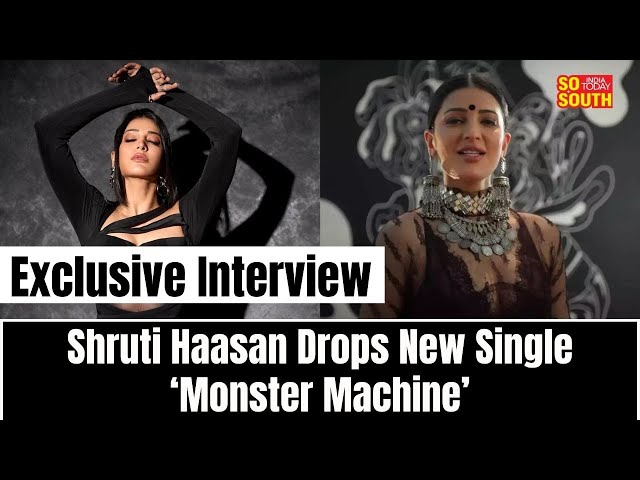 SO
INDIA
TODAY
SOUTH
Exclusive Interview
Shruti Haasan Drops New Single
‘Monster Machine’